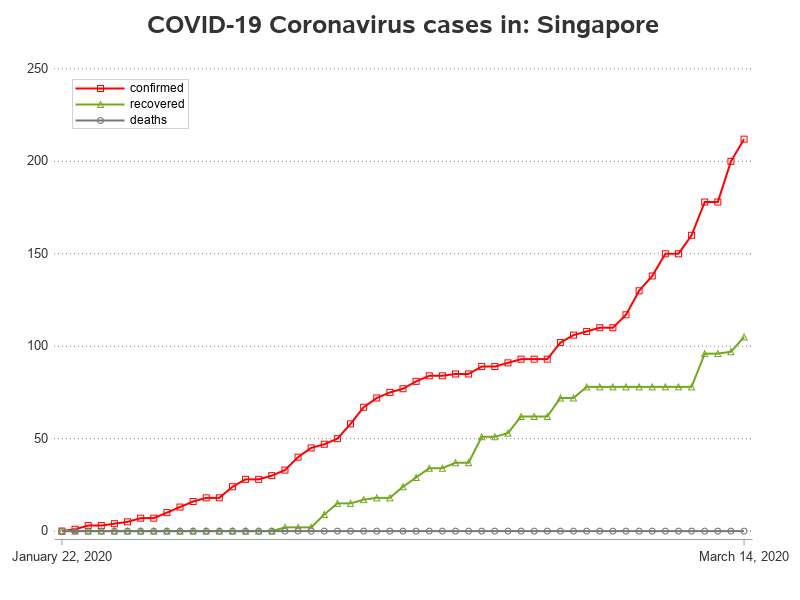 COVID-19 Coronavirus cases in: Singapore
250
confirmed
recovered
deaths
200
150
100
50
0
January 22, 2020
March 14, 2020